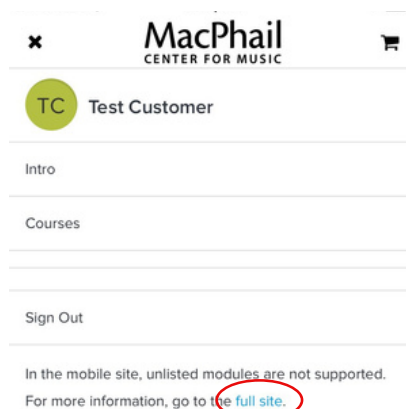 MacPhail
CENTER FOR MUSIC
TC Test Customer
Intro
Courses
Sign Out
In the mobile site, unlisted modules are not supported.
For more information, go to the full site.